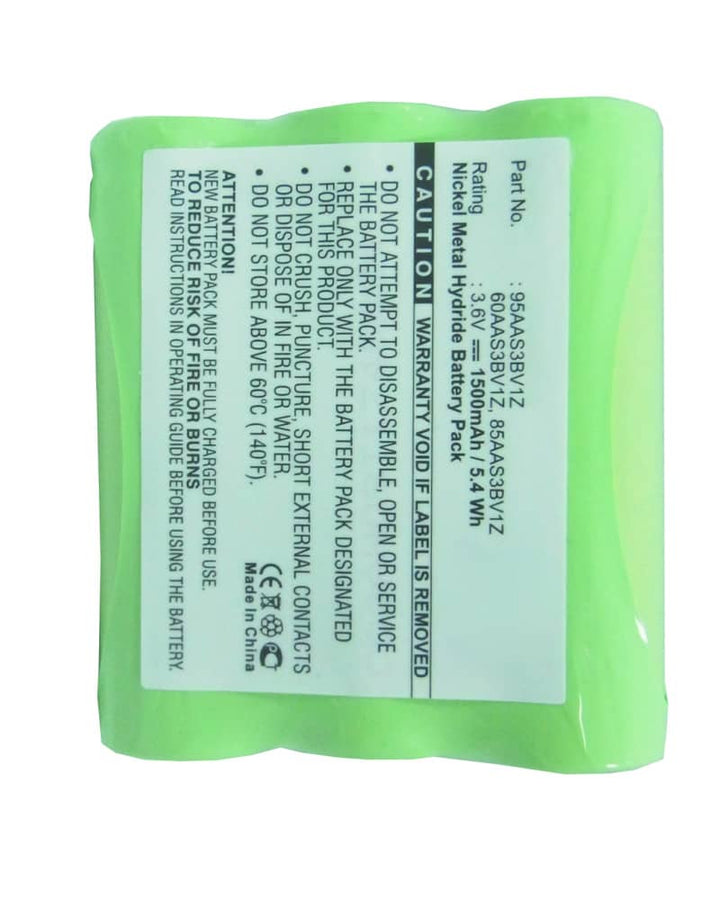 Part No. : 95AAS3BV1Z
60AAS3BV1Z, 85AAS3BV1Z
Rating : 3.6V ⎓ 1500mAh / 5.4 Wh
Nickel Metal Hydride Battery Pack
CAUTION WARRANTY VOID IF LABEL IS REMOVED
• DO NOT ATTEMPT TO DISASSEMBLE, OPEN OR SERVICE
THE BATTERY PACK.
• REPLACE ONLY WITH THE BATTERY PACK DESIGNATED
FOR THIS PRODUCT.
• DO NOT CRUSH, PUNCTURE, SHORT EXTERNAL CONTACTS
OR DISPOSE OF IN FIRE OR WATER.
• DO NOT STORE ABOVE 60°C (140°F).
CE PC
Made In China
ATTENTION!
NEW BATTERY PACK MUST BE FULLY CHARGED BEFORE USE.
TO REDUCE RISK OF FIRE OR BURNS
READ INSTRUCTIONS IN OPERATING GUIDE BEFORE USING THE BATTERY.